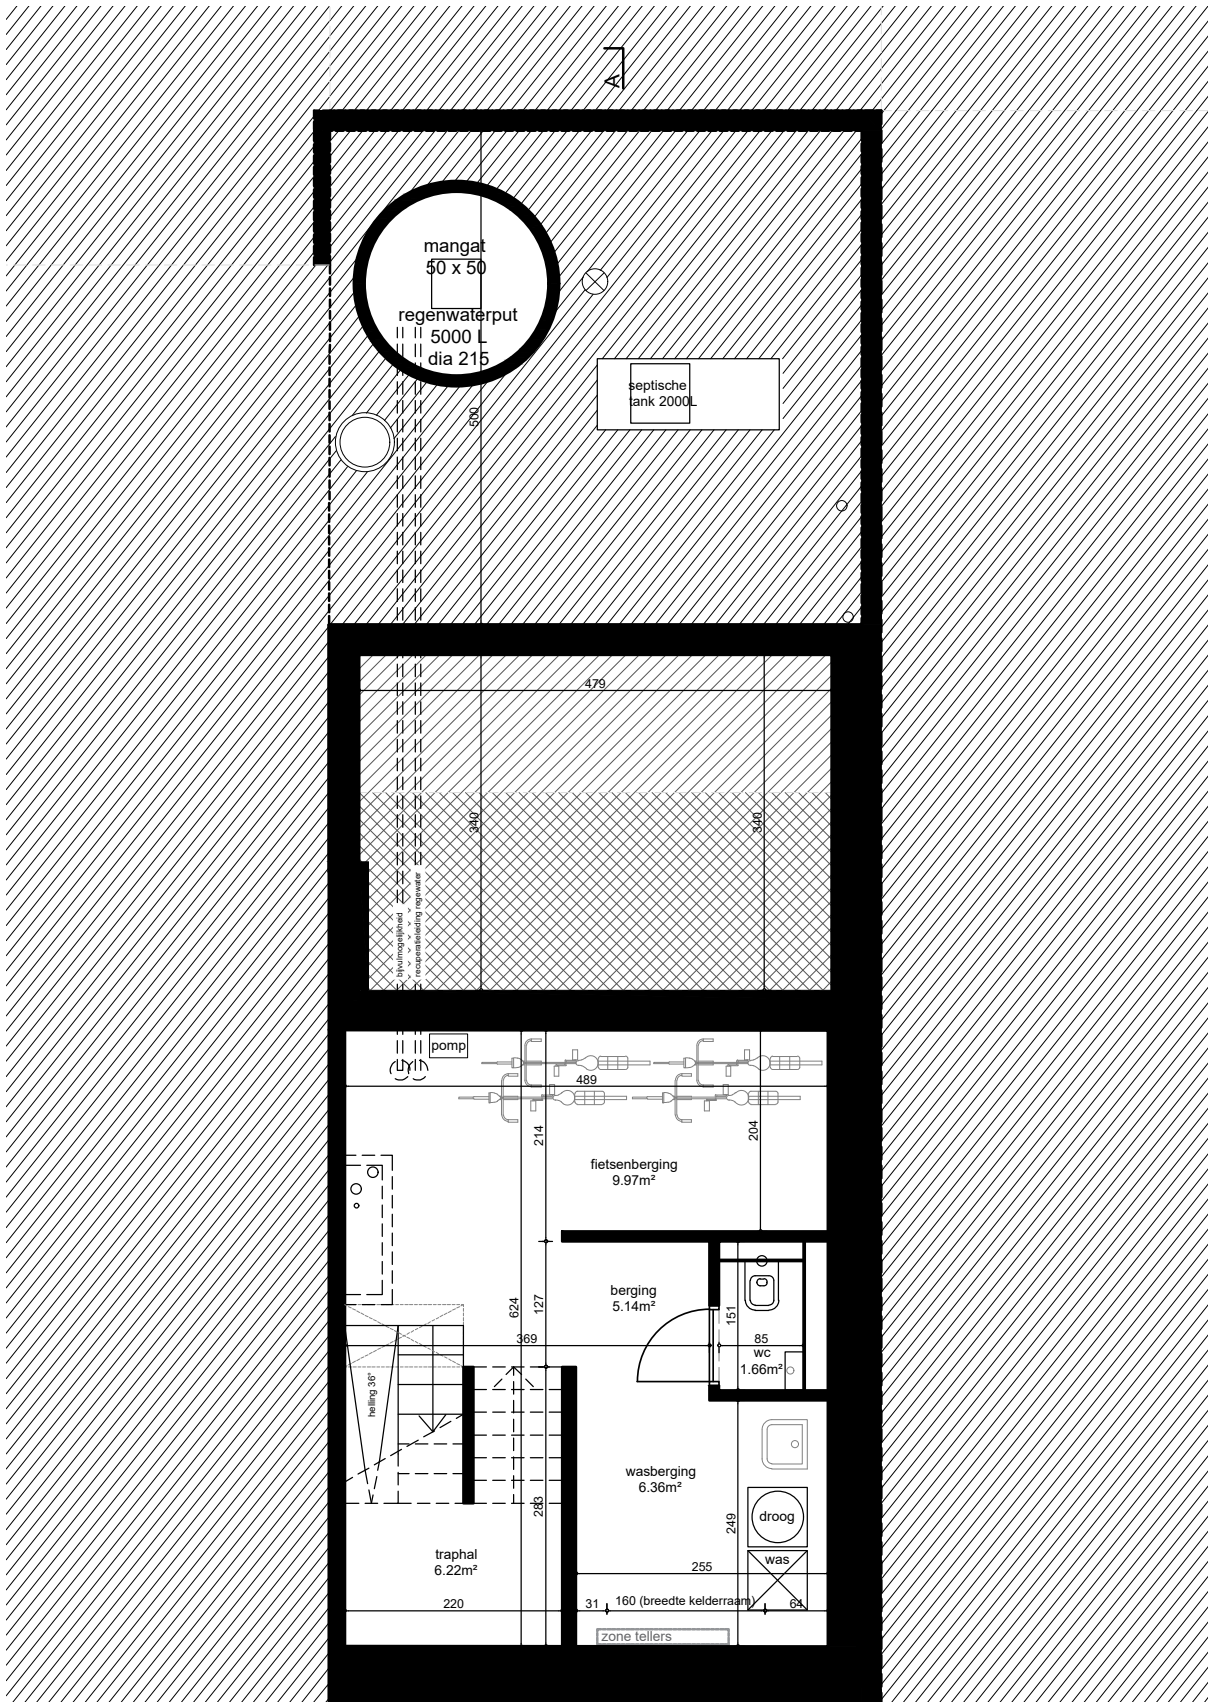 A
mangat
50 x 50
regenwaterput
5000 L
dia 215
septische
tank 2000L
500
479
340
340
bijvulmogelijkheid
recuperatieleiding regewater
pomp
489
214
204
fietsenberging
9.97m²
berging
5.14m²
624
127
151
369
85
wc
1.66m²
helling 36°
wasberging
6.36m²
283
249
droog
was
traphal
6.22m²
255
220
31
160 (breedte kelderraam)
64
zone tellers